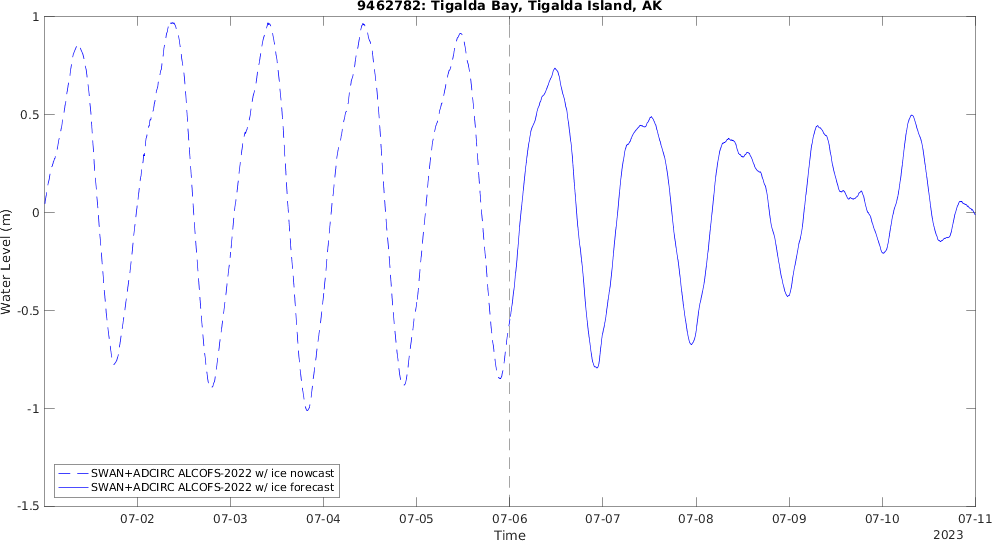 9462782: Tigalda Bay, Tigalda Island, AK
1
0.5
0
-0.5
-1
-1.5
Water Level (m)
SWAN+ADCIRC ALCOFS-2022 w/ ice nowcast
SWAN+ADCIRC ALCOFS-2022 w/ ice forecast
07-02 07-03 07-04 07-05 07-06 07-07 07-08 07-09 07-10 07-11
Time
2023